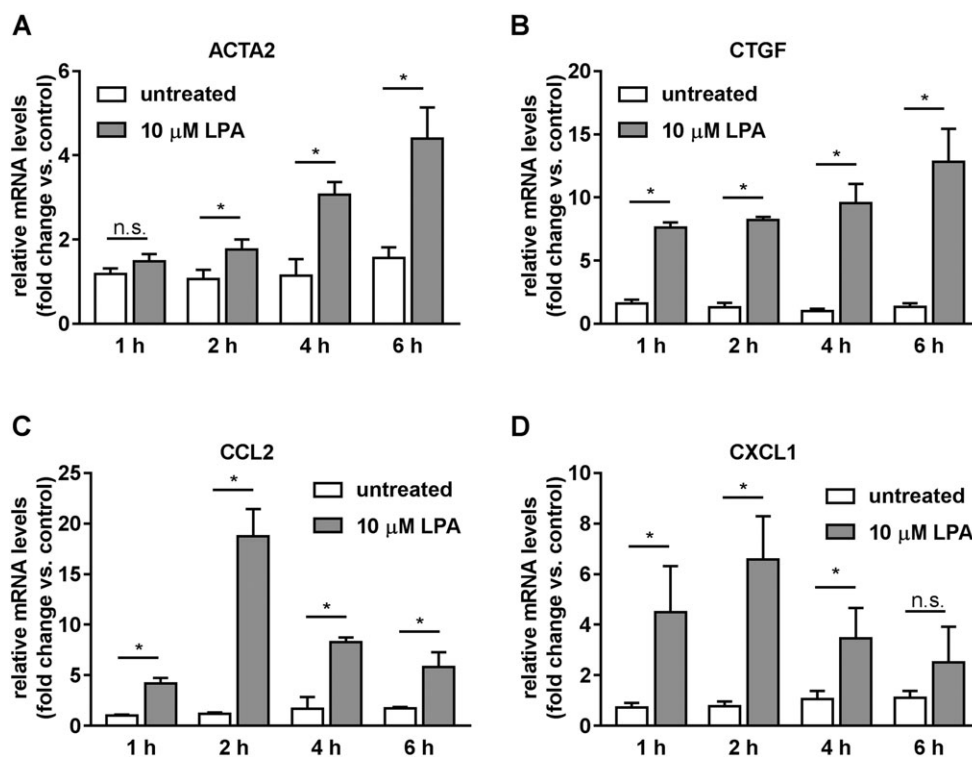 A
ACTA2
relative mRNA levels
(fold change vs. control)
6
4
2
0
untreated
10 μM LPA
n.s.
*
*
*
1 h
2 h
4 h
6 h
B
CTGF
relative mRNA levels
(fold change vs. control)
20
15
10
5
0
untreated
10 μM LPA
*
*
*
*
1 h
2 h
4 h
6 h
C
CCL2
relative mRNA levels
(fold change vs. control)
25
20
15
10
5
0
untreated
10 μM LPA
*
*
*
*
1 h
2 h
4 h
6 h
D
CXCL1
relative mRNA levels
(fold change vs. control)
10
8
6
4
2
0
untreated
10 μM LPA
*
*
*
n.s.
1 h
2 h
4 h
6 h